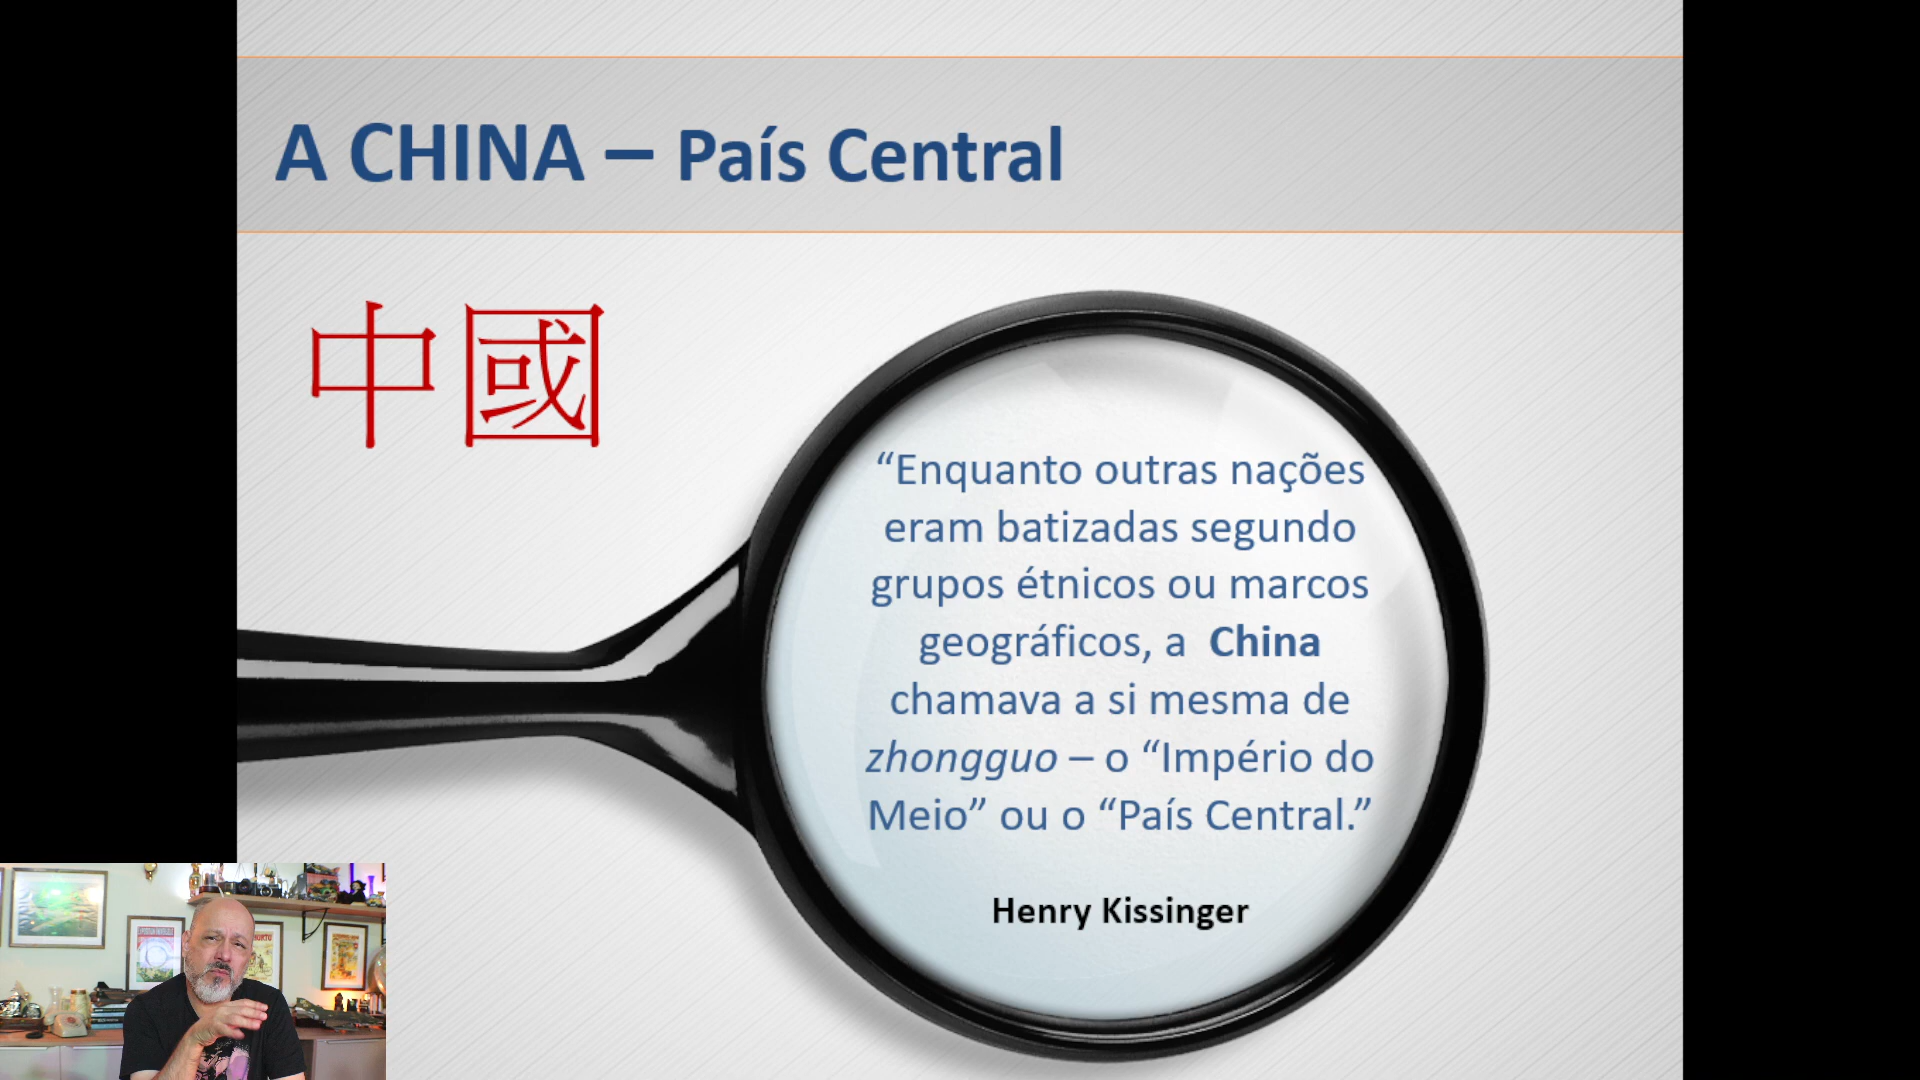 A CHINA – País Central
中國
“Enquanto outras nações
eram batizadas segundo
grupos étnicos ou marcos
geográficos, a China
chamava a si mesma de
zhongguo – o “Império do
Meio” ou o “País Central.”
Henry Kissinger